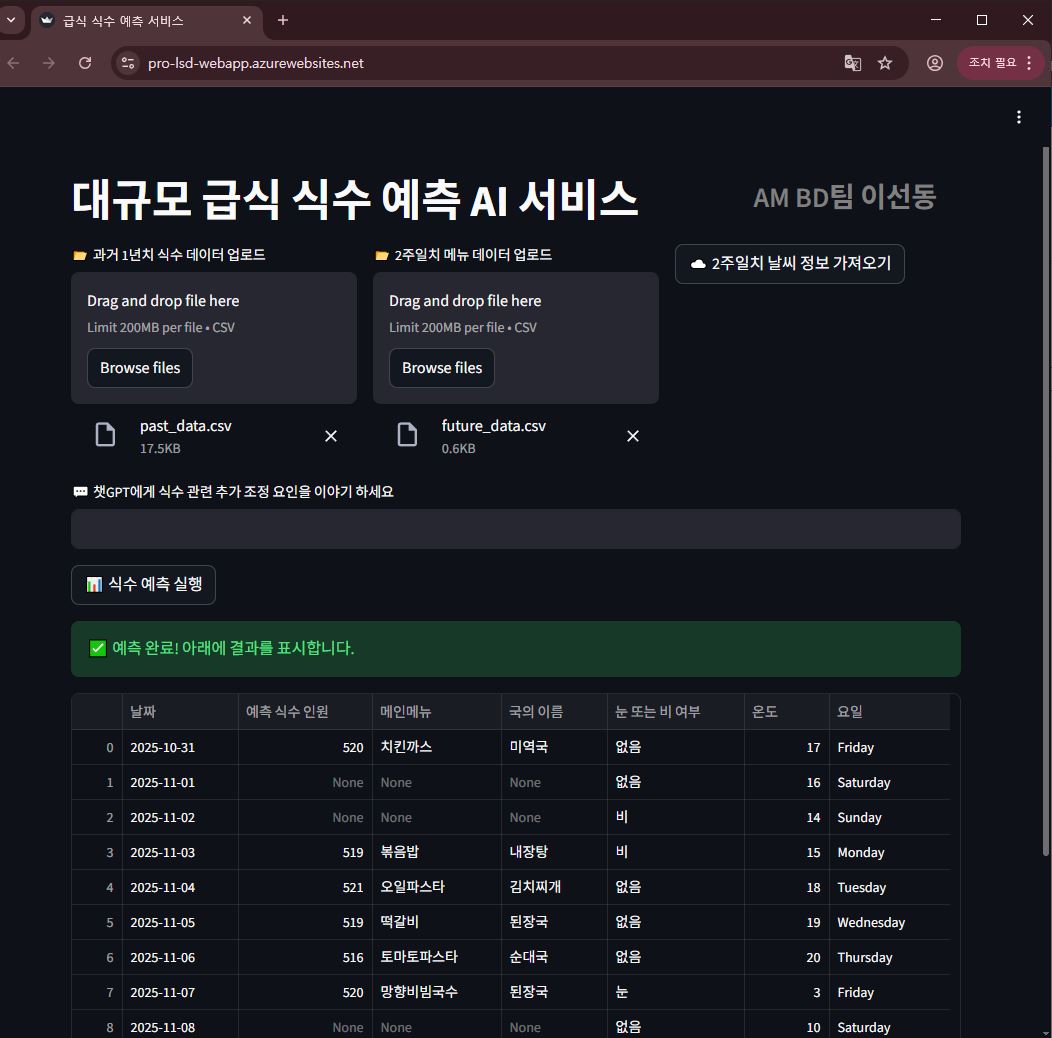 급식 식수 예측 서비스
pro-lsd-webapp.azurewebsites.net
조치 필요
대규모 급식 식수 예측 AI 서비스
AM BD팀 이선동
📂 과거 1년치 식수 데이터 업로드
Drag and drop file here
Limit 200MB per file • CSV
Browse files
past_data.csv
17.5KB
📂 2주일치 메뉴 데이터 업로드
Drag and drop file here
Limit 200MB per file • CSV
Browse files
future_data.csv
0.6KB
☁ 2주일치 날씨 정보 가져오기
💬 챗GPT에게 식수 관련 추가 조정 요인을 이야기 하세요
📊 식수 예측 실행
✅ 예측 완료! 아래에 결과를 표시합니다.
날짜 예측 식수 인원 메인메뉴 국의 이름 눈 또는 비 여부 온도 요일
0 2025-10-31 520 치킨까스 미역국 없음 17 Friday
1 2025-11-01 None None None 없음 16 Saturday
2 2025-11-02 None None None 비 14 Sunday
3 2025-11-03 519 볶음밥 내장탕 비 15 Monday
4 2025-11-04 521 오일파스타 김치찌개 없음 18 Tuesday
5 2025-11-05 519 떡갈비 된장국 없음 19 Wednesday
6 2025-11-06 516 토마토파스타 순대국 없음 20 Thursday
7 2025-11-07 520 망향비빔국수 된장국 눈 3 Friday
8 2025-11-08 None None None 없음 10 Saturday